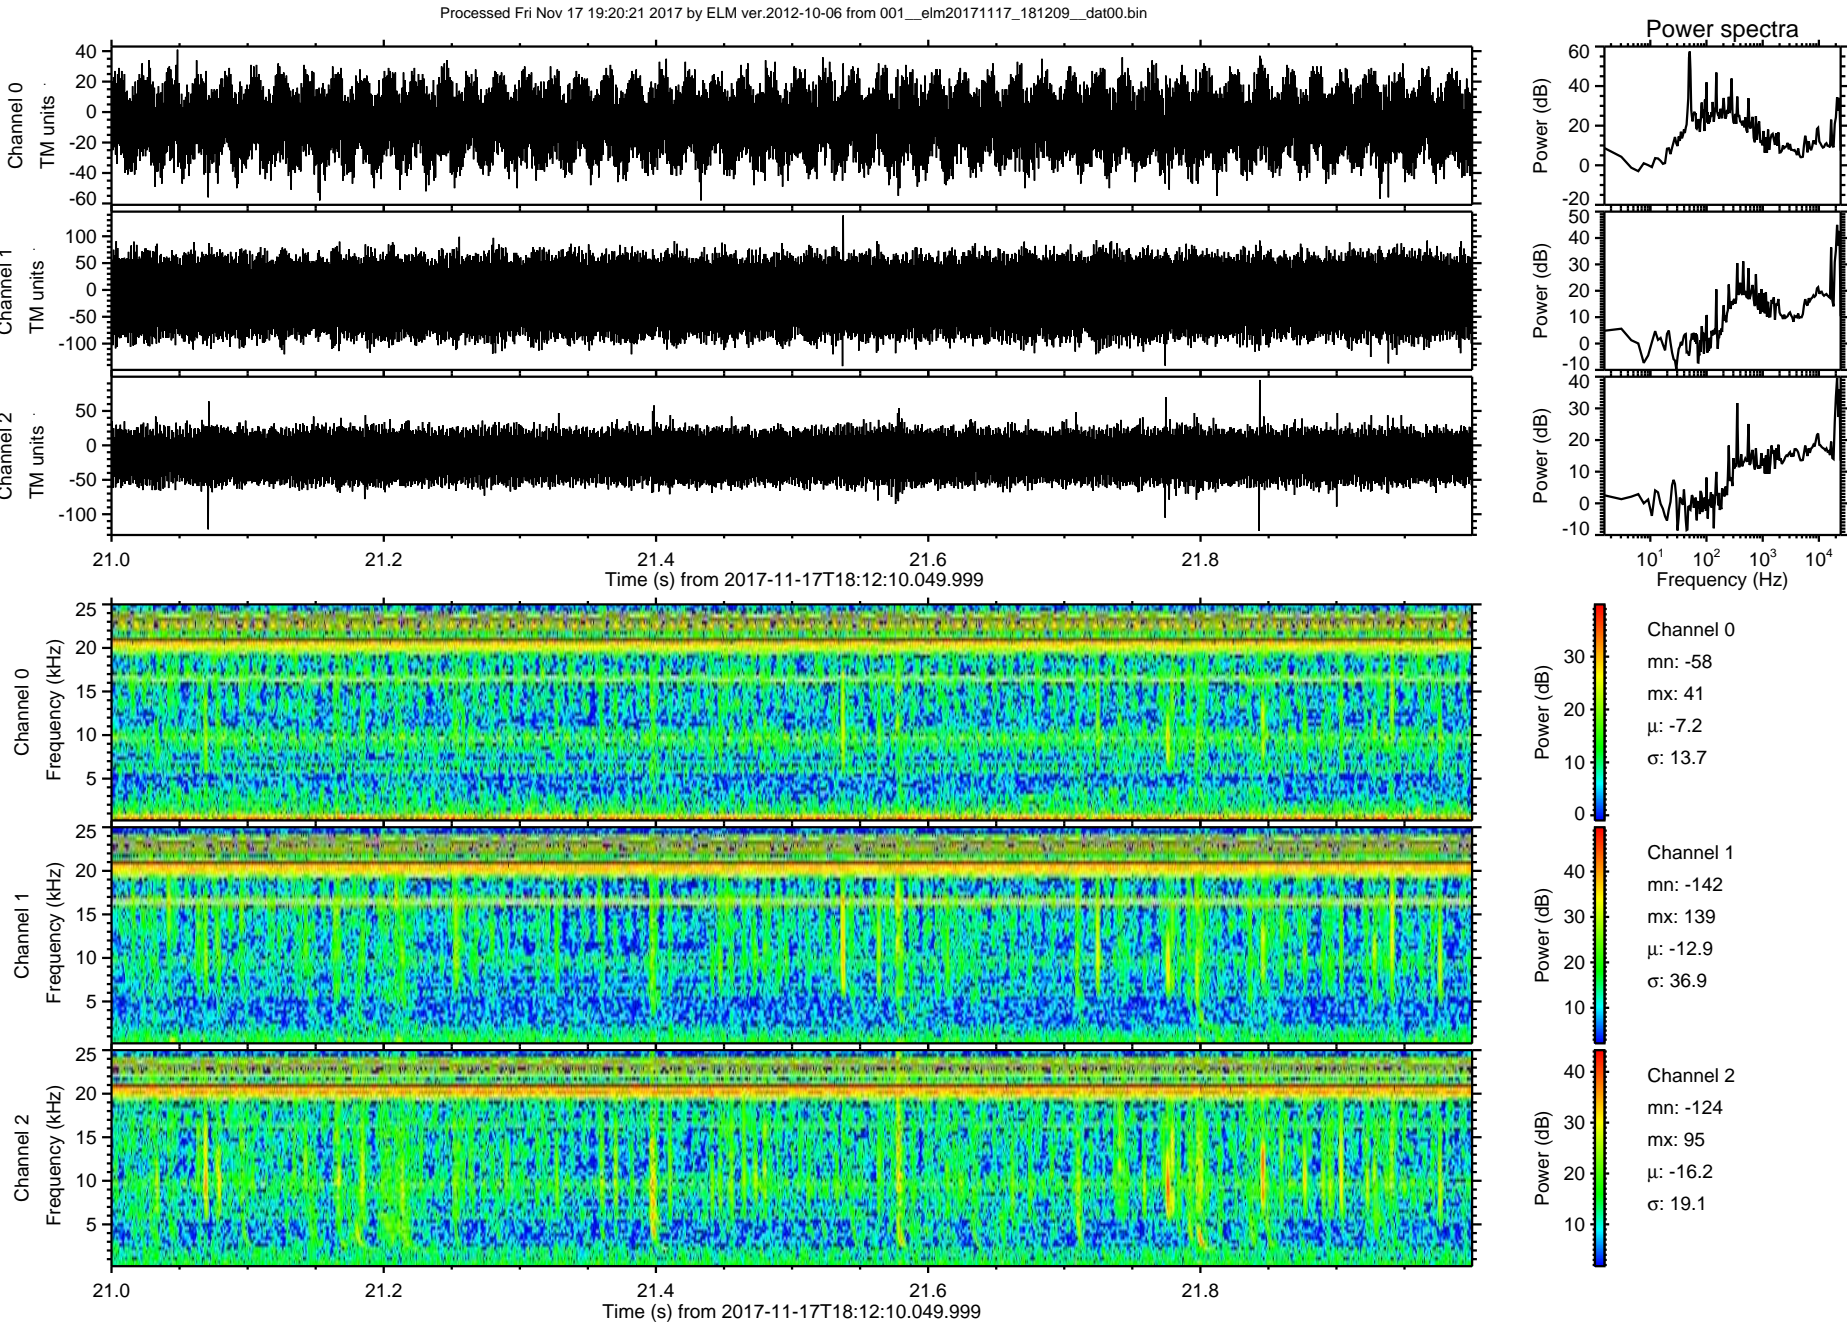 Processed Fri Nov 17 19:20:21 2017 by ELM ver.2012-10-06 from 001__elm20171117_181209__dat00.bin
Power spectra
Channel 0
TM units
40
20
0
-20
-40
-60
Power (dB)
60
40
20
0
-20
Channel 1
TM units
100
50
0
-50
-100
Power (dB)
50
40
30
20
10
0
-10
Channel 2
TM units
50
0
-50
-100
Power (dB)
40
30
20
10
0
-10
21.0 21.2 21.4 21.6 21.8
Time (s) from 2017-11-17T18:12:10.049.999
10^1 10^2 10^3 10^4
Frequency (Hz)
Channel 0
Frequency (kHz)
25
20
15
10
5
Power (dB)
30
20
10
0
Channel 0
mn: -58
mx: 41
μ: -7.2
σ: 13.7
Channel 1
Frequency (kHz)
25
20
15
10
5
Power (dB)
40
30
20
10
Channel 1
mn: -142
mx: 139
μ: -12.9
σ: 36.9
Channel 2
Frequency (kHz)
25
20
15
10
5
Power (dB)
40
30
20
10
Channel 2
mn: -124
mx: 95
μ: -16.2
σ: 19.1
21.0 21.2 21.4 21.6 21.8
Time (s) from 2017-11-17T18:12:10.049.999